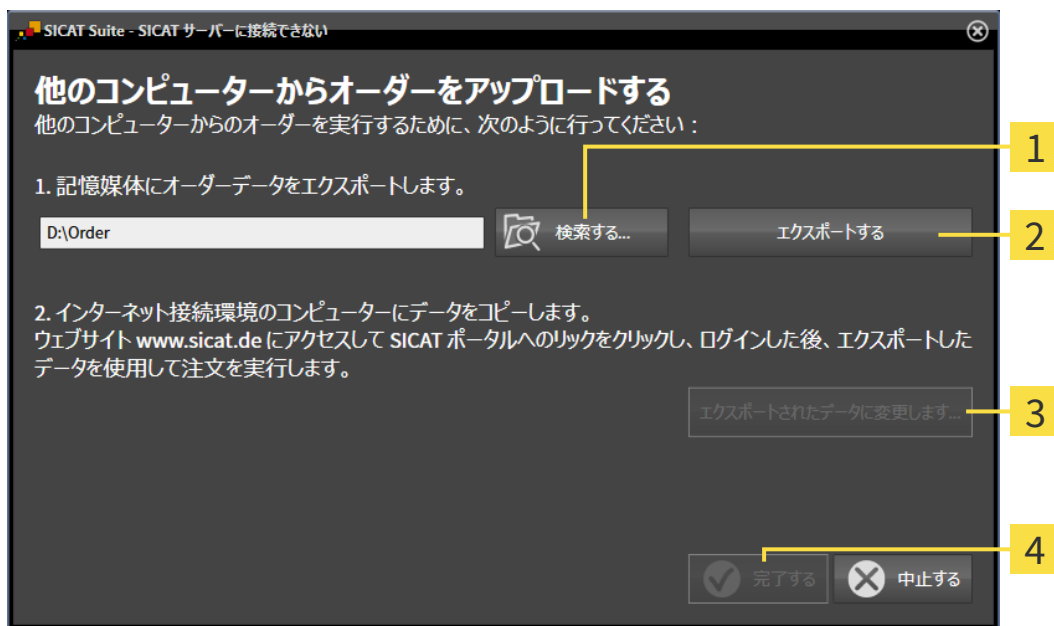 SICAT Suite - SICAT サーバーに接続できない
他のコンピューターからオーダーをアップロードする
他のコンピューターからのオーダーを実行するために、次のように行ってください：
1
1. 記憶媒体にオーダーデータをエクスポートします。
D:\Order
検索する...
エクスポートする
2
2. インターネット接続環境のコンピューターにデータをコピーします。
ウェブサイト www.sicat.de にアクセスして SICAT ポータルへのリックをクリックし、ログインした後、エクスポートした
データを使用して注文を実行します。
エクスポートされたデータに変更します...
3
4
完了する
中止する